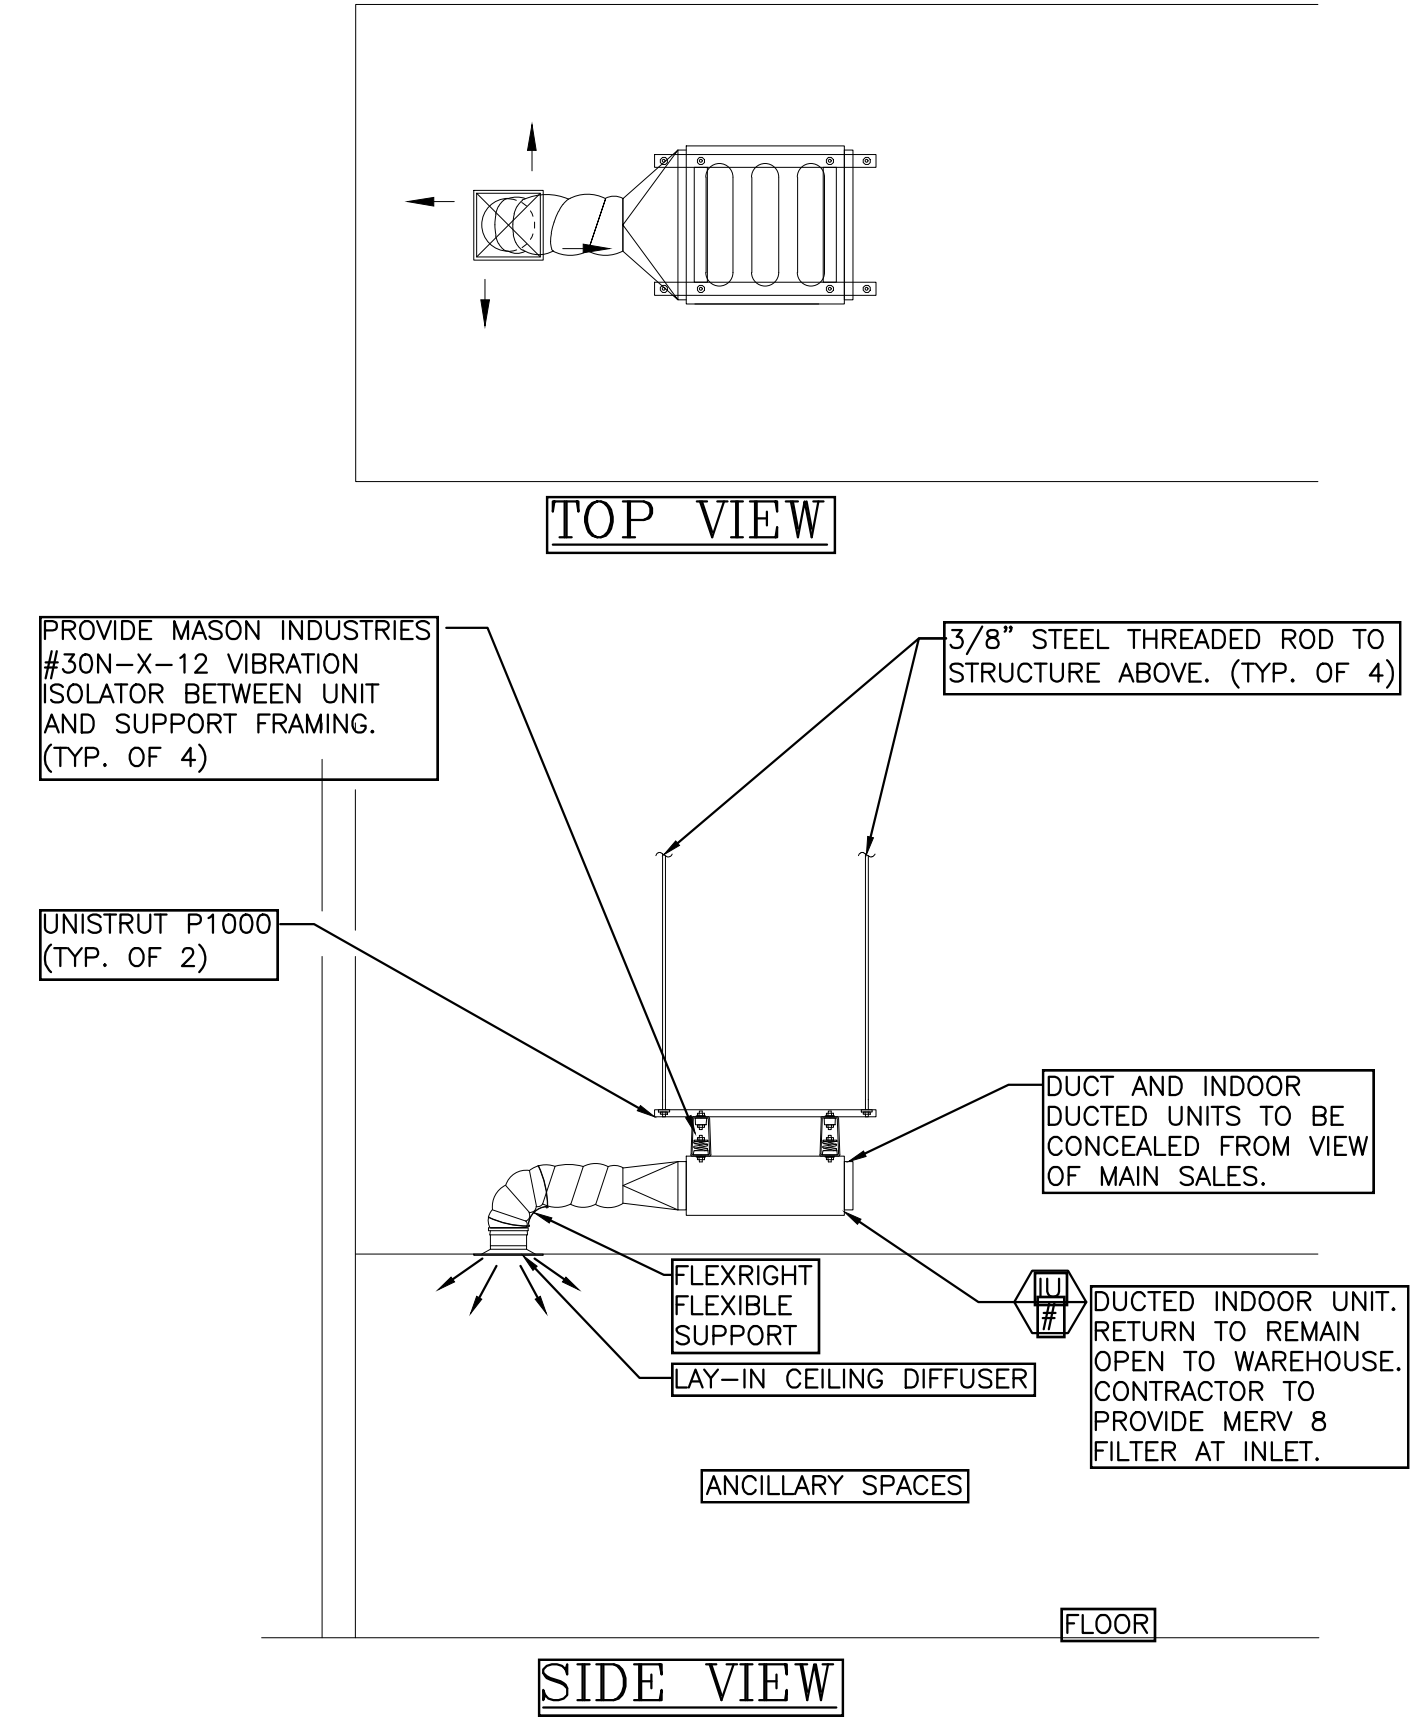 TOP VIEW
PROVIDE MASON INDUSTRIES
#30N-X-12 VIBRATION
ISOLATOR BETWEEN UNIT
AND SUPPORT FRAMING.
(TYP. OF 4)
3/8" STEEL THREADED ROD TO
STRUCTURE ABOVE. (TYP. OF 4)
UNISTRUT P1000
(TYP. OF 2)
DUCT AND INDOOR
DUCTED UNITS TO BE
CONCEALED FROM VIEW
OF MAIN SALES.
FLEXRIGHT
FLEXIBLE
SUPPORT
LAY-IN CEILING DIFFUSER
IU
#
DUCTED INDOOR UNIT.
RETURN TO REMAIN
OPEN TO WAREHOUSE.
CONTRACTOR TO
PROVIDE MERV 8
FILTER AT INLET.
ANCILLARY SPACES
FLOOR
SIDE VIEW